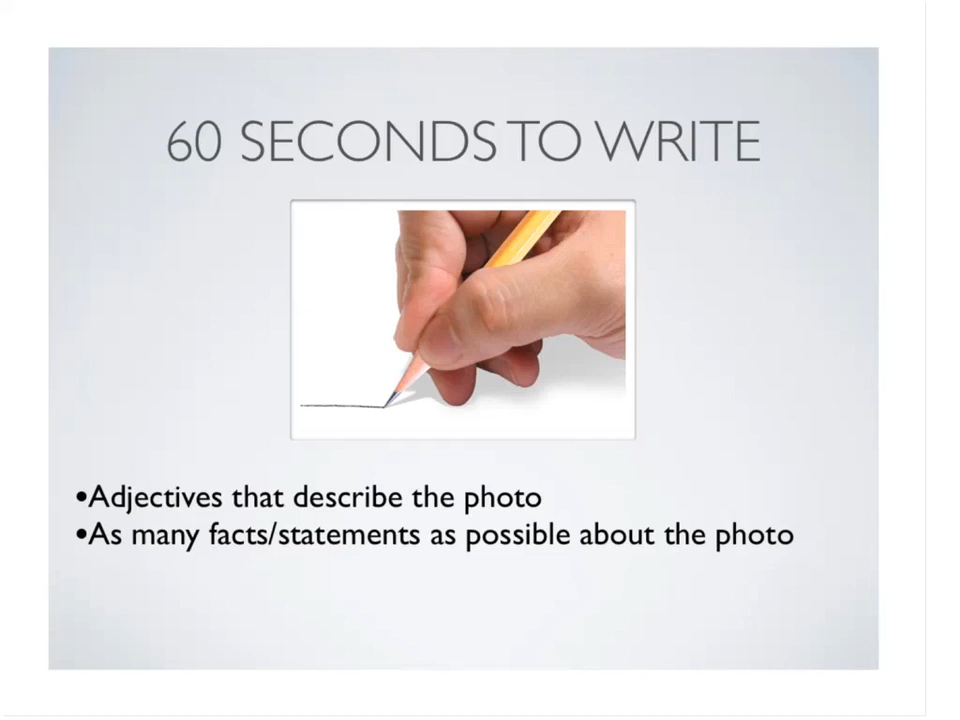 60 SECONDS TO WRITE
•Adjectives that describe the photo
•As many facts/statements as possible about the photo